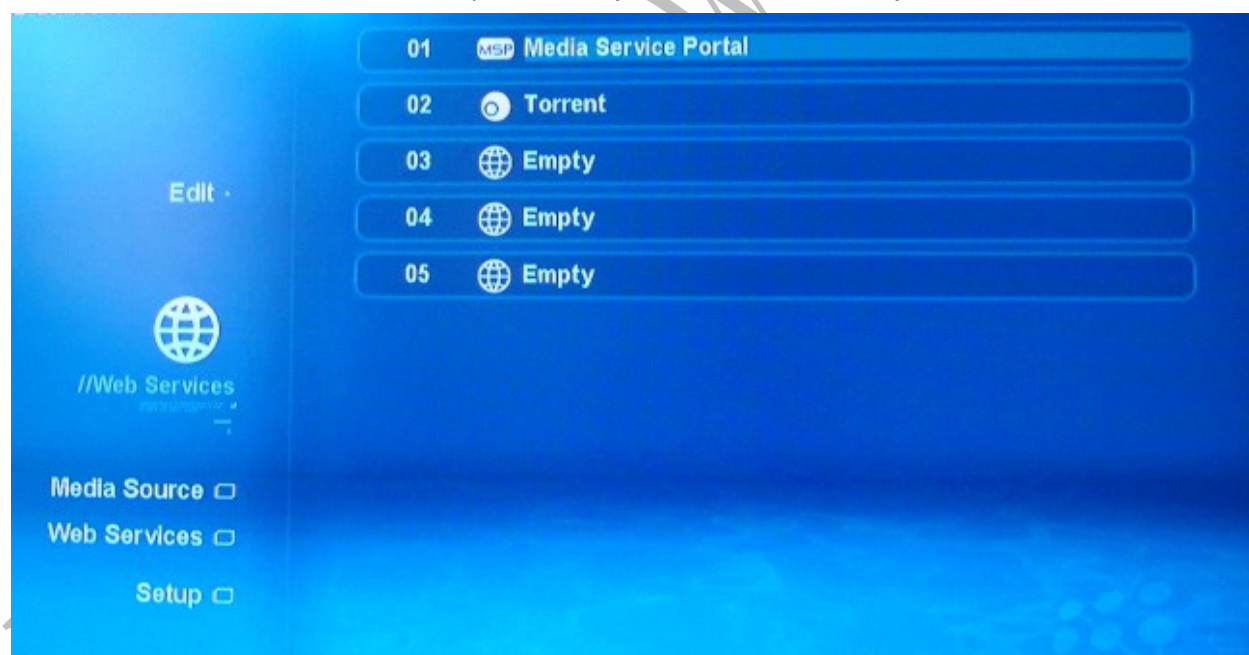 01 MSP Media Service Portal
02 Torrent
03 Empty
04 Empty
05 Empty
Edit
//Web Services
Media Source
Web Services
Setup